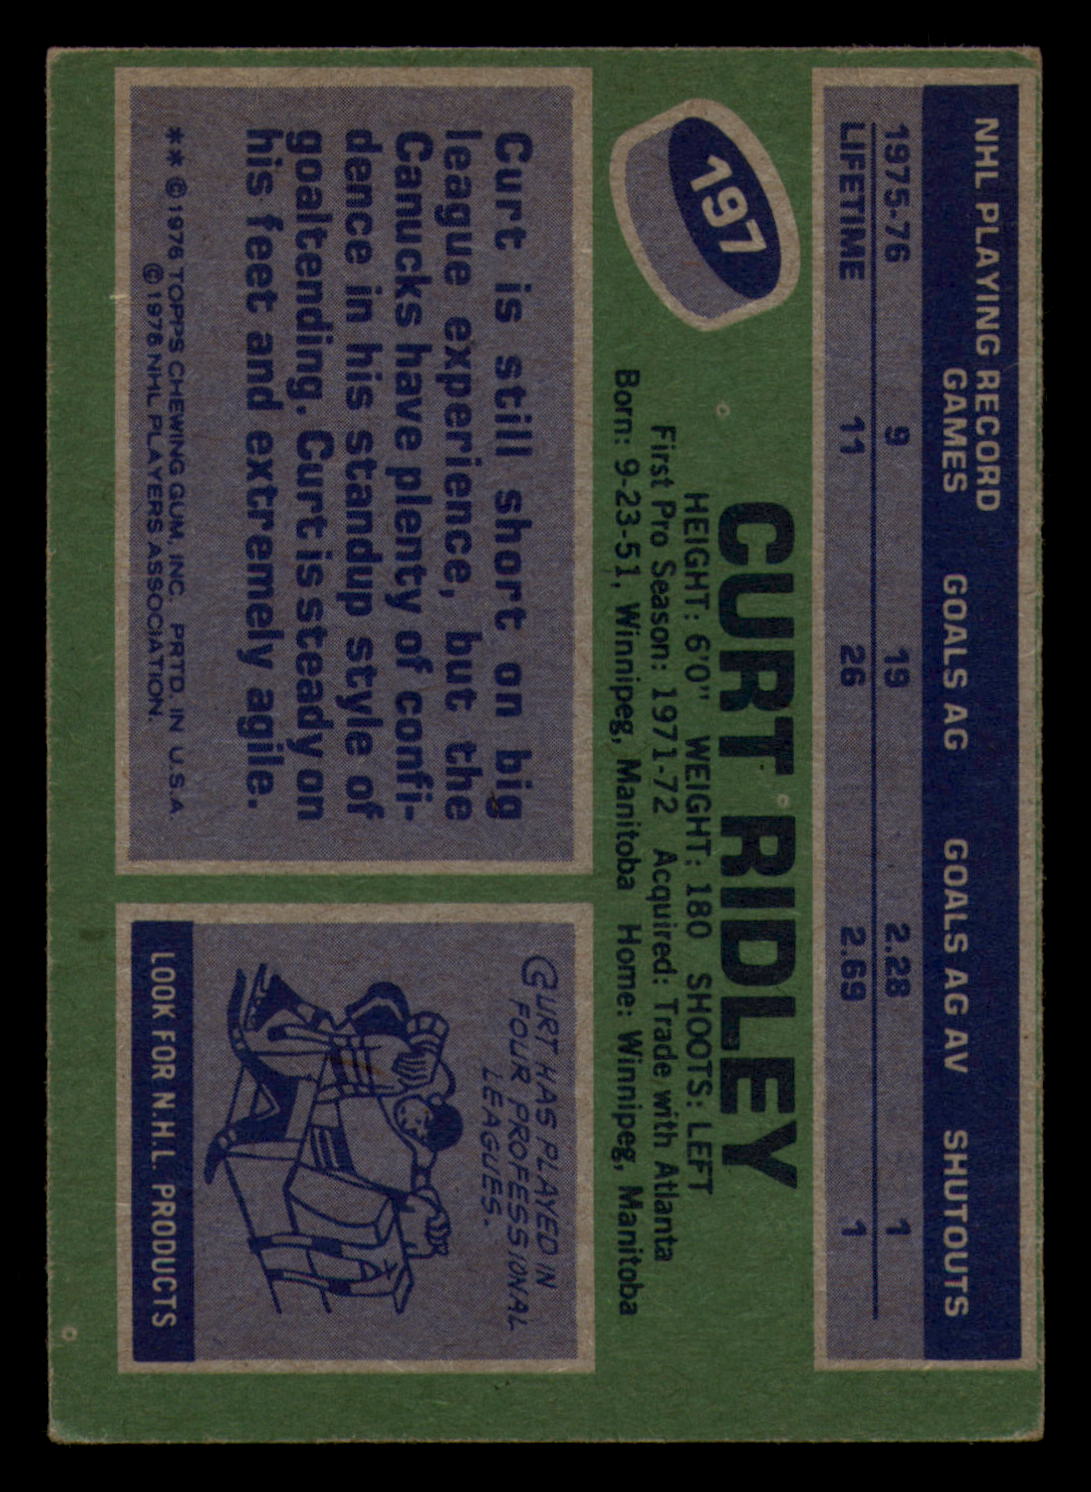 NHL PLAYING RECORD
GAMES GOALS AG GOALS AG AV SHUTOUTS
1975-76 9 19 2.28 1
LIFETIME 11 26 2.69 1
197
CURT RIDLEY
HEIGHT: 6'0" WEIGHT: 180 SHOOTS: LEFT
First Pro Season: 1971-72 Acquired: Trade with Atlanta
Born: 9-23-51, Winnipeg, Manitoba Home: Winnipeg, Manitoba
Curt is still short on big
league experience, but the
Canucks have plenty of confi-
dence in his standup style of
goaltending. Curt is steady on
his feet and extremely agile.
** © 1976 TOPPS CHEWING GUM, INC. PRTD. IN U.S.A.
© 1976 NHL PLAYERS ASSOCIATION.
CURT HAS PLAYED IN
FOUR PROFESSIONAL
LEAGUES.
LOOK FOR N.H.L. PRODUCTS